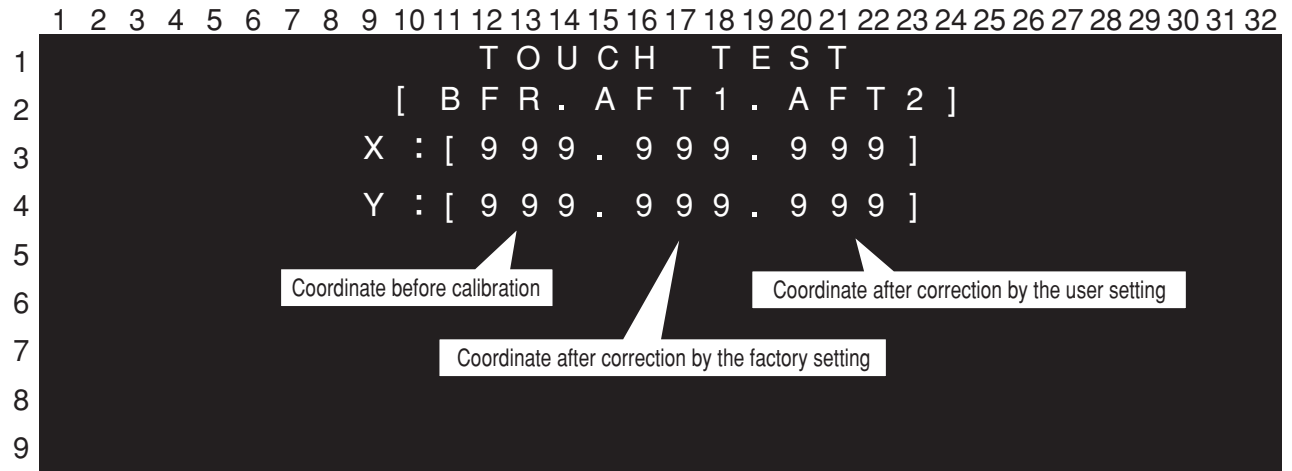 1 2 3 4 5 6 7 8 9 10 11 12 13 14 15 16 17 18 19 20 21 22 23 24 25 26 27 28 29 30 31 32
1 TOUCH TEST
2 [ BFR. AFT1. AFT2 ]
3 X :[ 999. 999. 999 ]
4 Y :[ 999. 999. 999 ]
5
Coordinate before calibration
Coordinate after correction by the user setting
6
7
Coordinate after correction by the factory setting
8
9